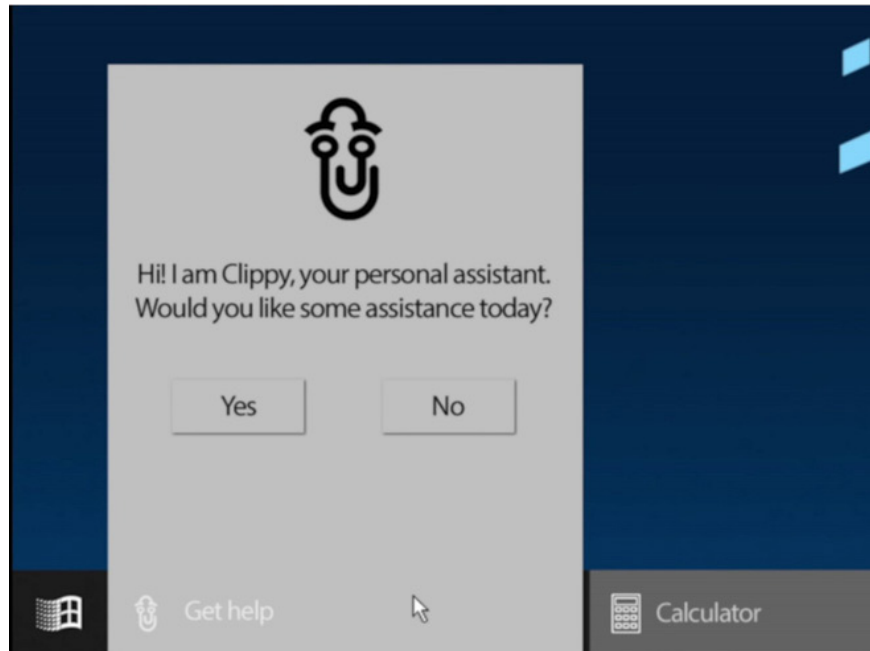 Hi! I am Clippy, your personal assistant.
Would you like some assistance today?
Yes No
Get help
Calculator